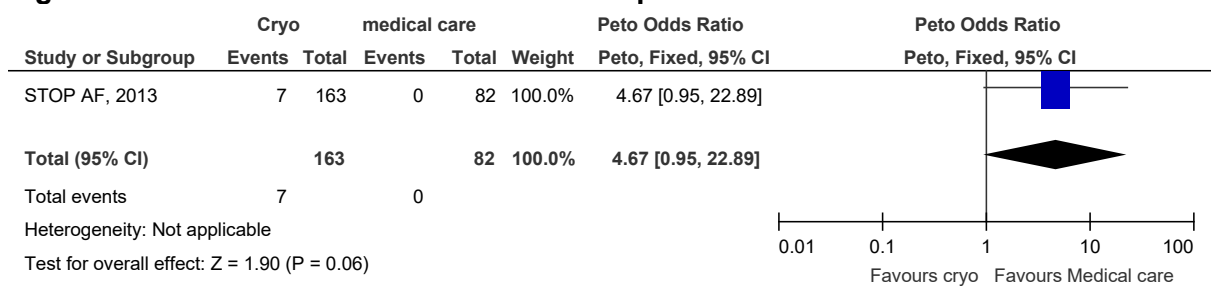 Cryo medical care Peto Odds Ratio Peto Odds Ratio
Study or Subgroup Events Total Events Total Weight Peto, Fixed, 95% CI Peto, Fixed, 95% CI
STOP AF, 2013 7 163 0 82 100.0% 4.67 [0.95, 22.89]
Total (95% CI) 163 82 100.0% 4.67 [0.95, 22.89]
Total events 7 0
Heterogeneity: Not applicable
Test for overall effect: Z = 1.90 (P = 0.06)
0.01 0.1 1 10 100
Favours cryo Favours Medical care